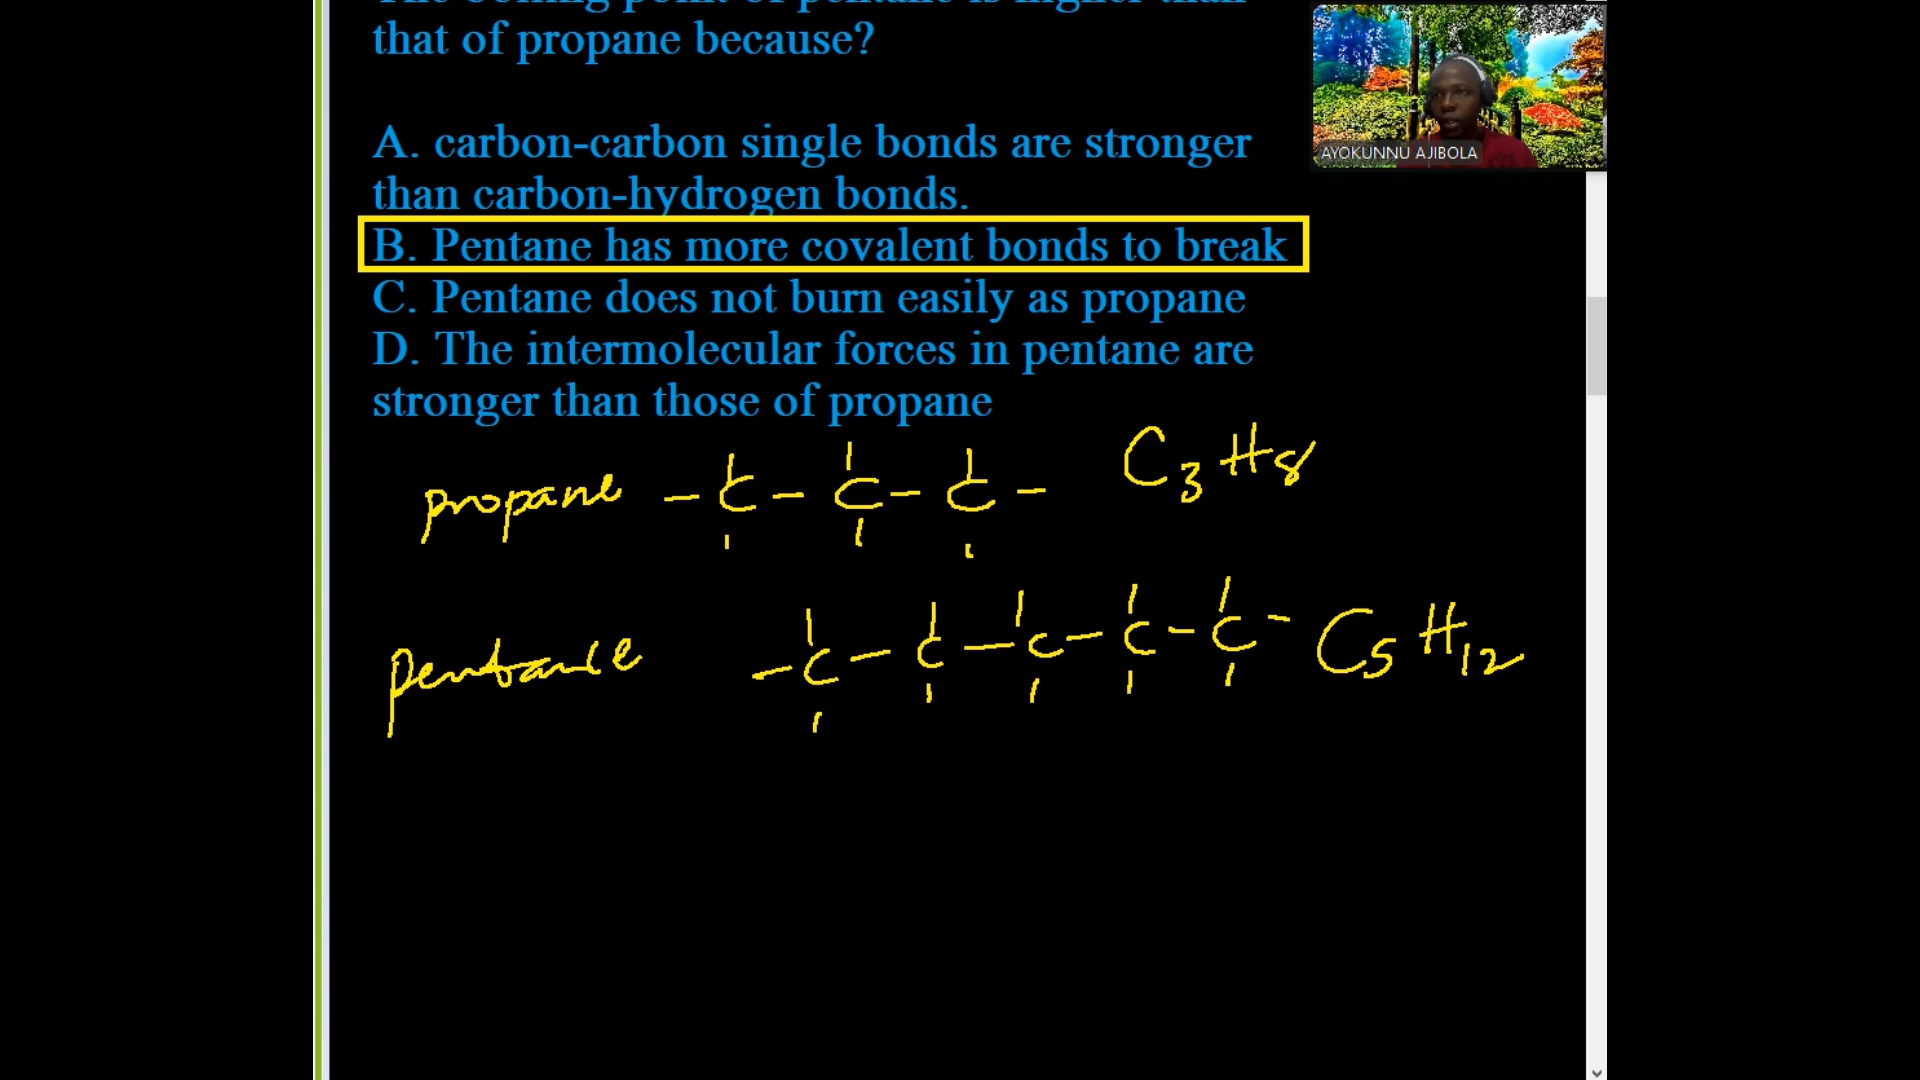 that of propane because?
AYOKUNNU AJIBOLA
A. carbon-carbon single bonds are stronger
than carbon-hydrogen bonds.
B. Pentane has more covalent bonds to break
C. Pentane does not burn easily as propane
D. The intermolecular forces in pentane are
stronger than those of propane
propane - C - C - C - C3H8
pentane - C - C - C - C - C - C5H12